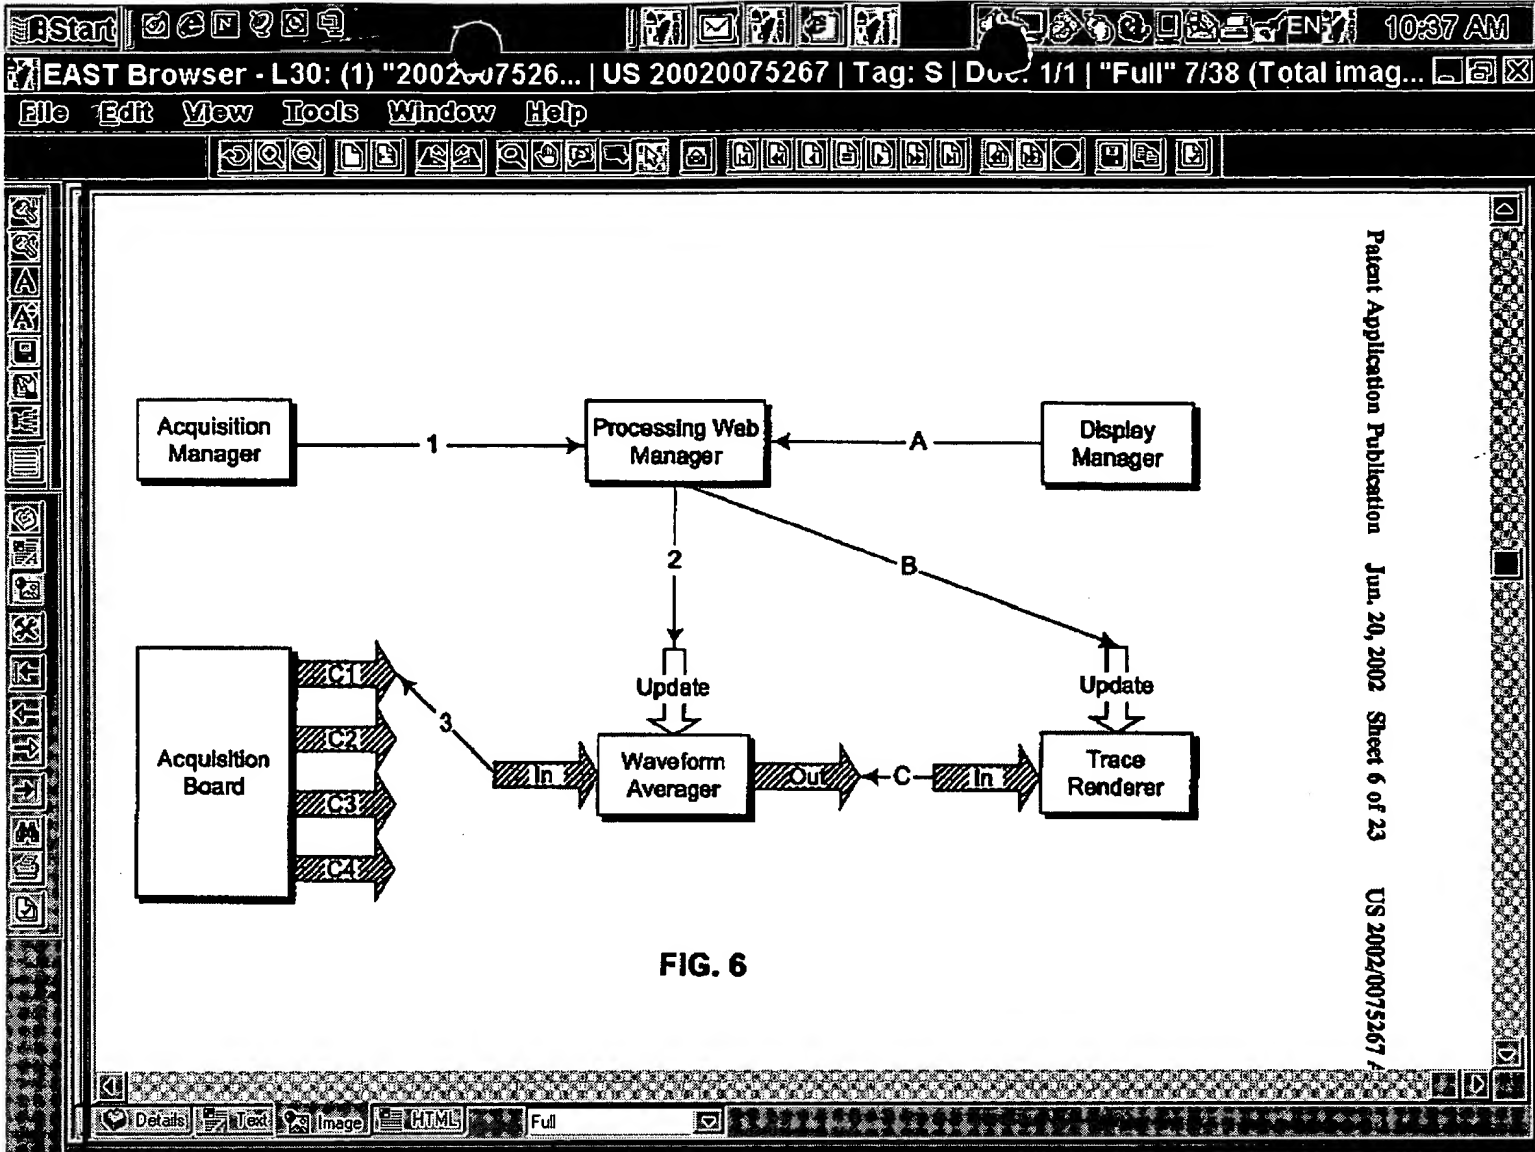 Start
EN
10:37 AM
EAST Browser - L30: (1) "2002 07526... | US 20020075267 | Tag: S | Doc: 1/1 | "Full" 7/38 (Total imag...
File Edit View Tools Window Help
Patent Application Publication Jun. 20, 2002 Sheet 6 of 23 US 2002/0075267 A
Acquisition
Manager
1
Processing Web
Manager
A
Display
Manager
2
B
Update
Update
Acquisition
Board
C1
C2
C3
C4
3
In
Waveform
Averager
Out
C
In
Trace
Renderer
FIG. 6
Details Text Image HTML Full